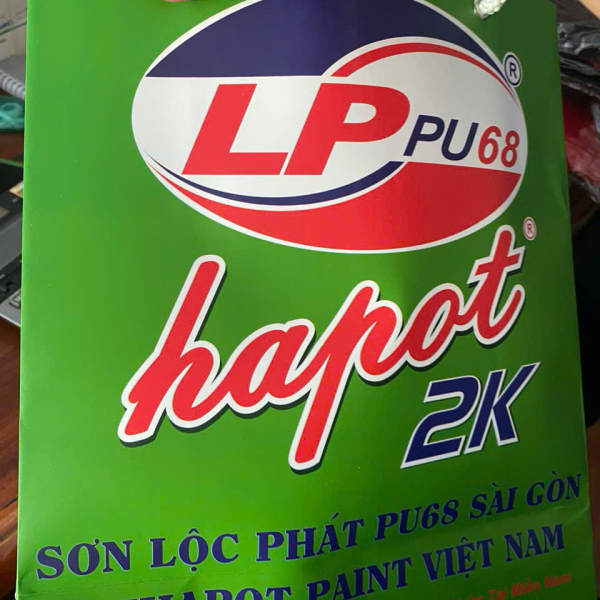 LP PU68 ®
hapot ®
2K
SƠN LỘC PHÁT PU68 SÀI GÒN
HAPOT PAINT VIỆT NAM